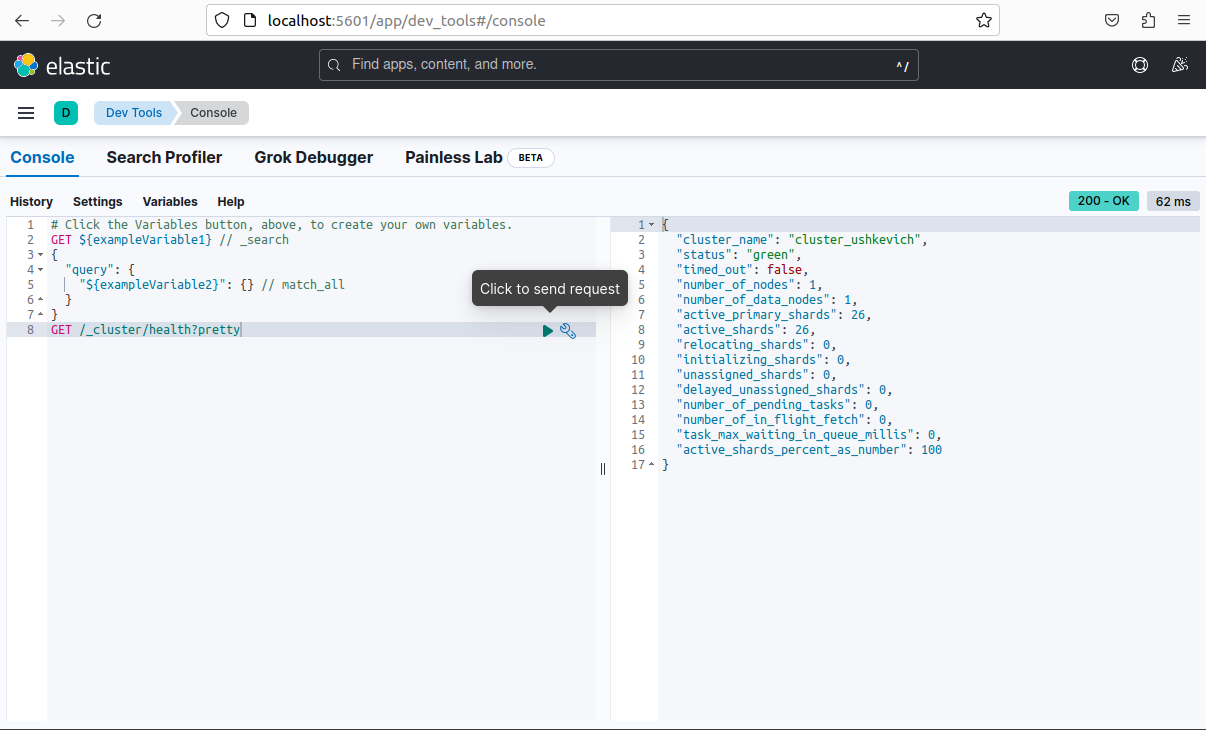 localhost:5601/app/dev_tools#/console
elastic
Find apps, content, and more.
^/
D
Dev Tools
Console
Console
Search Profiler
Grok Debugger
Painless Lab
BETA
History
Settings
Variables
Help
200 - OK
62 ms
1 # Click the Variables button, above, to create your own variables.
2 GET ${exampleVariable1} // _search
3 {
4 "query": {
5 "${exampleVariable2}": {} // match_all
6 }
7 }
8 GET /_cluster/health?pretty
Click to send request
1 {
2 "cluster_name": "cluster_ushkevich",
3 "status": "green",
4 "timed_out": false,
5 "number_of_nodes": 1,
6 "number_of_data_nodes": 1,
7 "active_primary_shards": 26,
8 "active_shards": 26,
9 "relocating_shards": 0,
10 "initializing_shards": 0,
11 "unassigned_shards": 0,
12 "delayed_unassigned_shards": 0,
13 "number_of_pending_tasks": 0,
14 "number_of_in_flight_fetch": 0,
15 "task_max_waiting_in_queue_millis": 0,
16 "active_shards_percent_as_number": 100
17 }